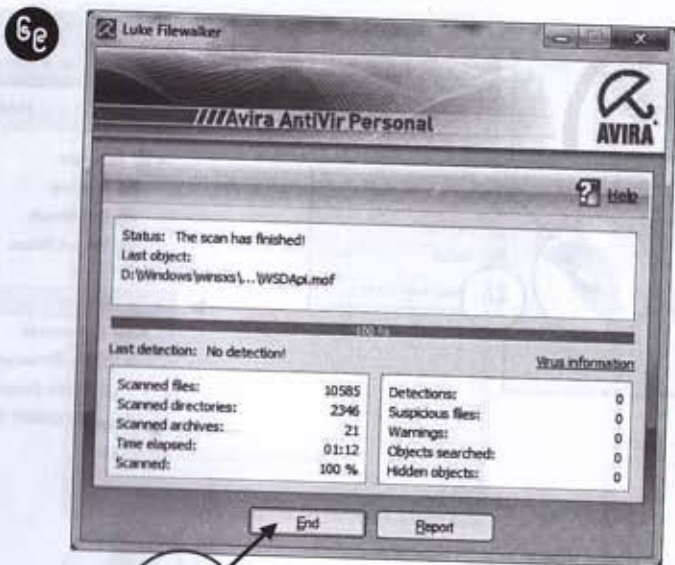 Luke Filewalker
Avira AntiVir Personal
AVIRA
Help
Status: The scan has finished!
Last object:
D:\Windows\winsxs\... \WSDApi.mof
100 %
Last detection: No detection!
Virus information
Scanned files: 10585
Scanned directories: 2346
Scanned archives: 21
Time elapsed: 01:12
Scanned: 100 %
Detections: 0
Suspicious files: 0
Warnings: 0
Objects searched: 0
Hidden objects: 0
End
Report